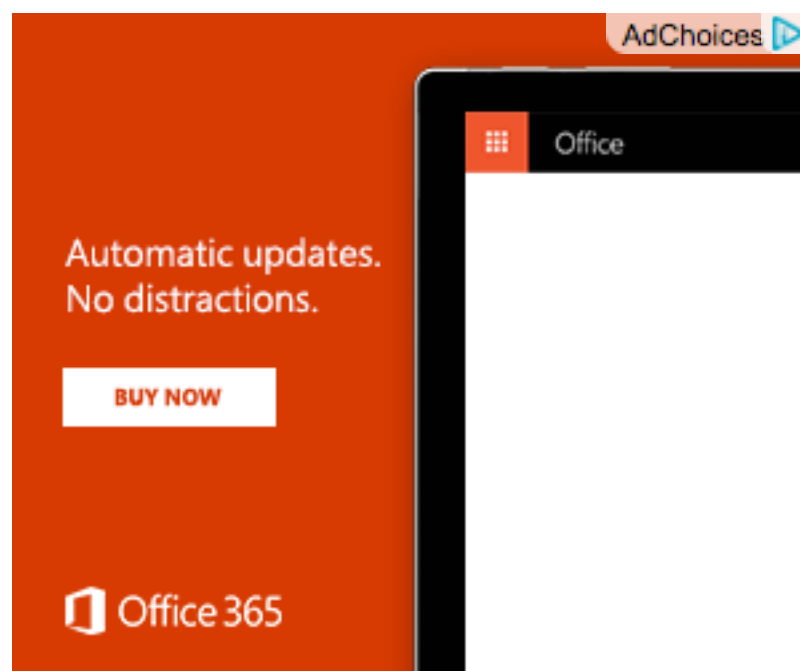 AdChoices
Office
Automatic updates.
No distractions.
BUY NOW
Office 365